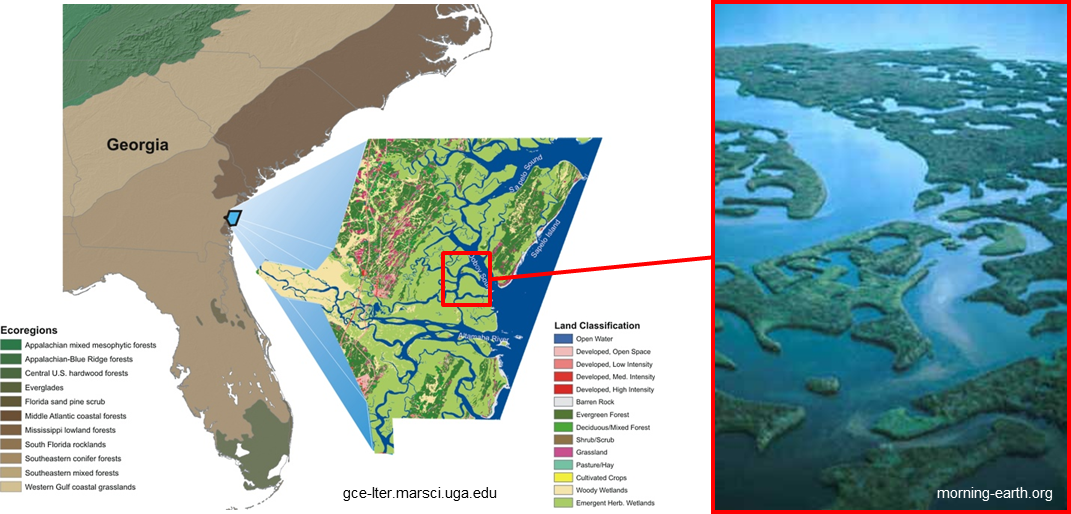 Georgia
Sapelo Sound
Sapelo Island
Altamaha River
Ecoregions
Appalachian mixed mesophytic forests
Appalachian-Blue Ridge forests
Central U.S. hardwood forests
Everglades
Florida sand pine scrub
Middle Atlantic coastal forests
Mississippi lowland forests
South Florida rocklands
Southeastern conifer forests
Southeastern mixed forests
Western Gulf coastal grasslands
Land Classification
Open Water
Developed, Open Space
Developed, Low Intensity
Developed, Med. Intensity
Developed, High Intensity
Barren Rock
Evergreen Forest
Deciduous/Mixed Forest
Shrub/Scrub
Grassland
Pasture/Hay
Cultivated Crops
Woody Wetlands
Emergent Herb. Wetlands
gce-lter.marsci.uga.edu
morning-earth.org